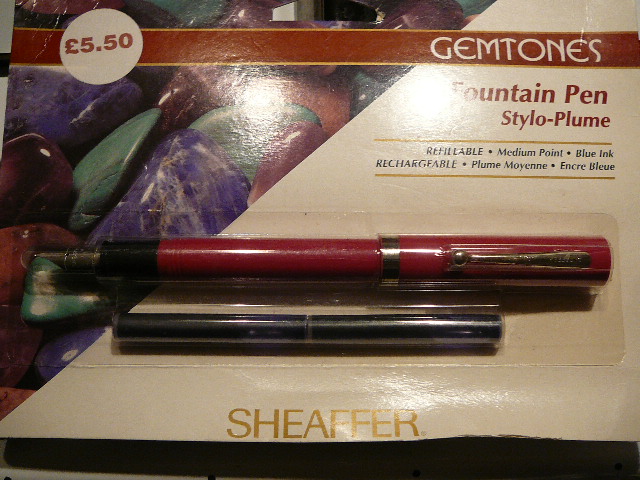 £5.50
GEMTONES
Fountain Pen
Stylo-Plume
REFILLABLE • Medium Point • Blue Ink
RECHARGEABLE • Plume Moyenne • Encre Bleue
SHEAFFER